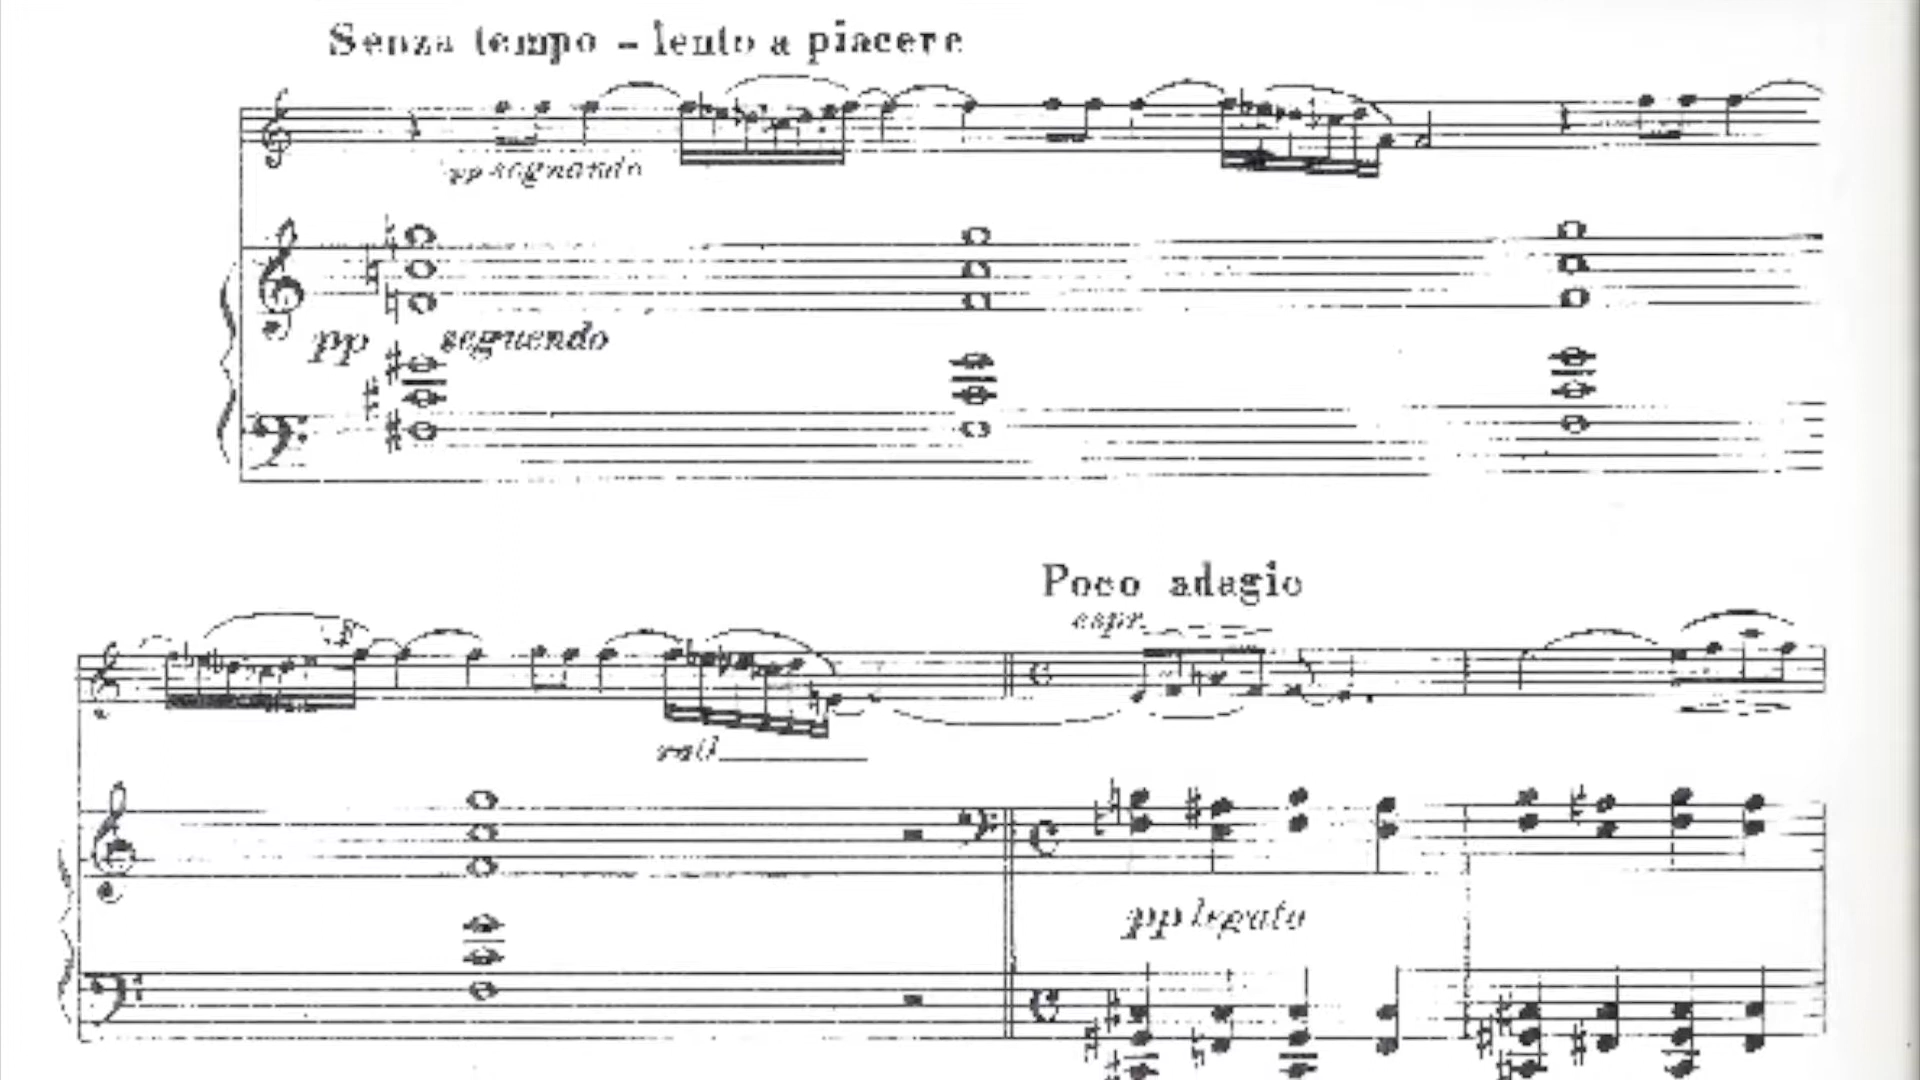 Senza tempo – lento a piacere
pp segnando
pp seguendo
Poco adagio
espr.
rall.
pp legato